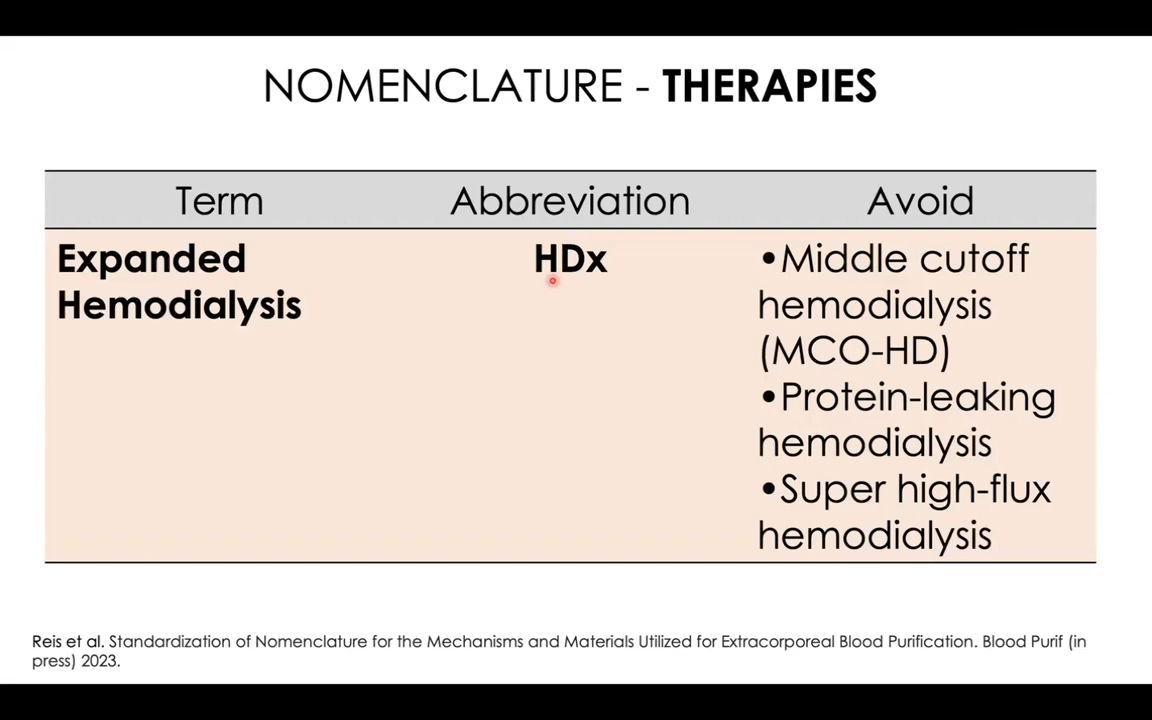 NOMENCLATURE - THERAPIES
Term Abbreviation Avoid
Expanded HDx •Middle cutoff
Hemodialysis hemodialysis
(MCO-HD)
•Protein-leaking
hemodialysis
•Super high-flux
hemodialysis
Reis et al. Standardization of Nomenclature for the Mechanisms and Materials Utilized for Extracorporeal Blood Purification. Blood Purif (in
press) 2023.